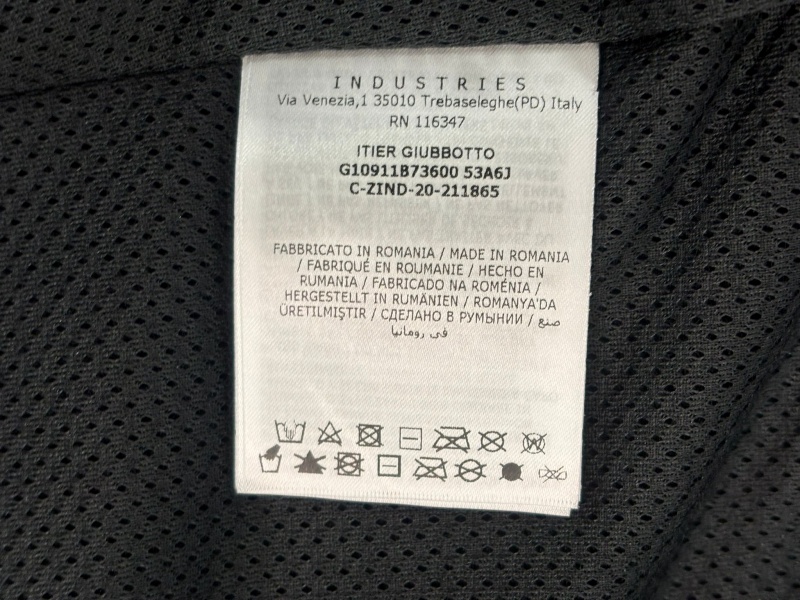 INDUSTRIES
Via Venezia,1 35010 Trebaseleghe(PD) Italy
RN 116347
ITIER GIUBBOTTO
G10911B73600 53A6J
C-ZIND-20-211865
FABBRICATO IN ROMANIA / MADE IN ROMANIA
/ FABRIQUÉ EN ROUMANIE / HECHO EN
RUMANIA / FABRICADO NA ROMÉNIA /
HERGESTELLT IN RUMÄNIEN / ROMANYA'DA
ÜRETILMIŞTIR / СДЕЛАНО В РУМЫНИИ / صنع
في رومانيا